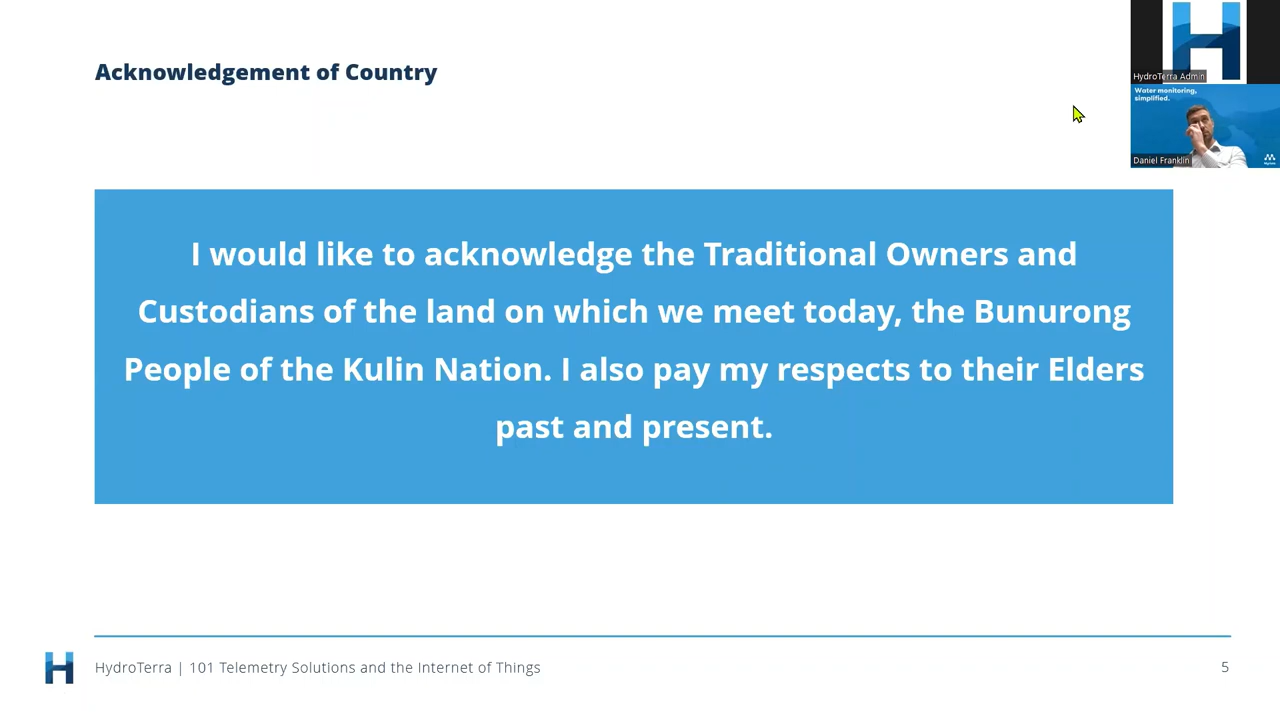 Acknowledgement of Country
HydroTerra Admin
Water monitoring,
simplified.
Daniel Franklin
I would like to acknowledge the Traditional Owners and
Custodians of the land on which we meet today, the Bunurong
People of the Kulin Nation. I also pay my respects to their Elders
past and present.
HydroTerra | 101 Telemetry Solutions and the Internet of Things
5